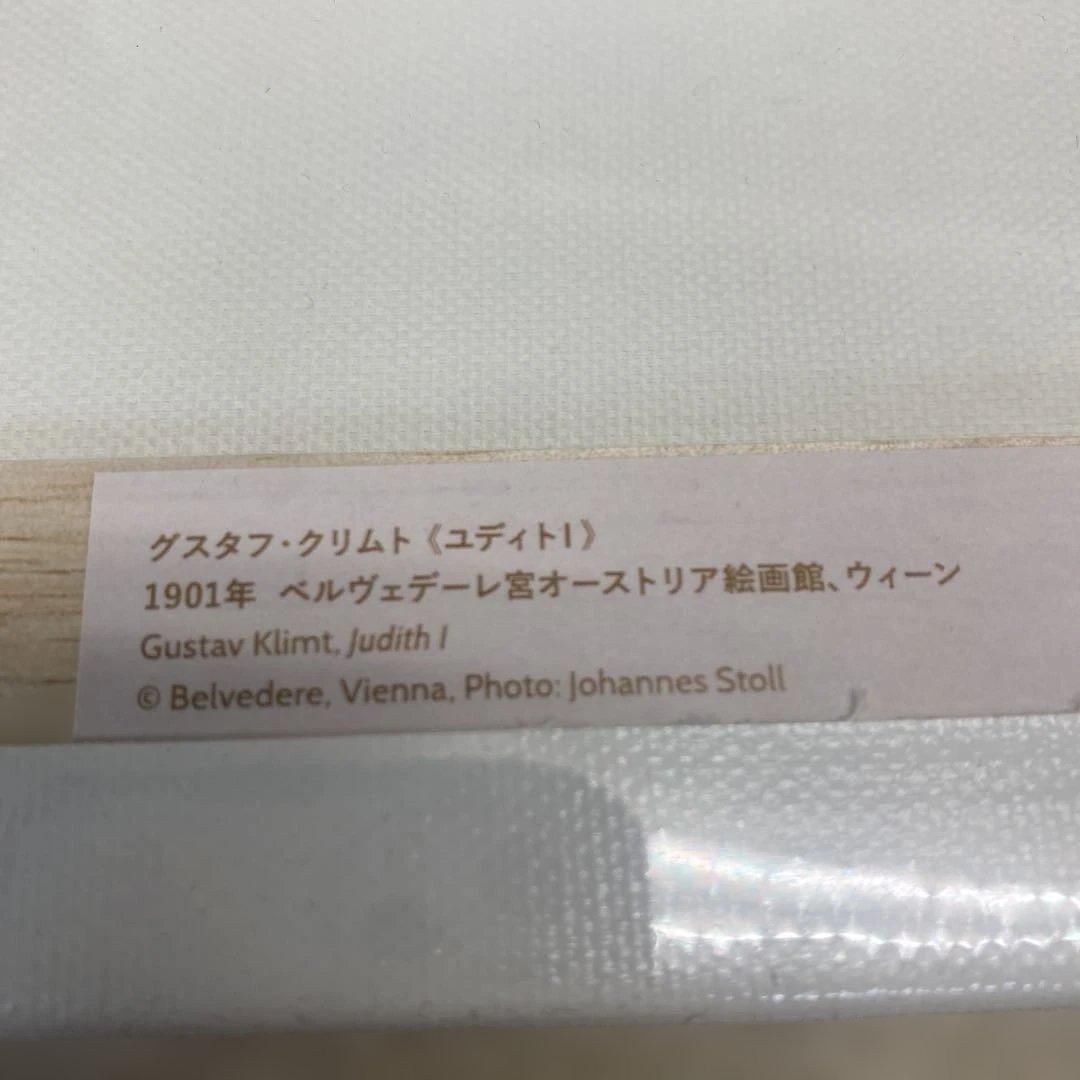 グスタフ・クリムト《ユディトI》
1901年 ベルヴェデーレ宮オーストリア絵画館、ウィーン
Gustav Klimt, Judith I
© Belvedere, Vienna, Photo: Johannes Stoll